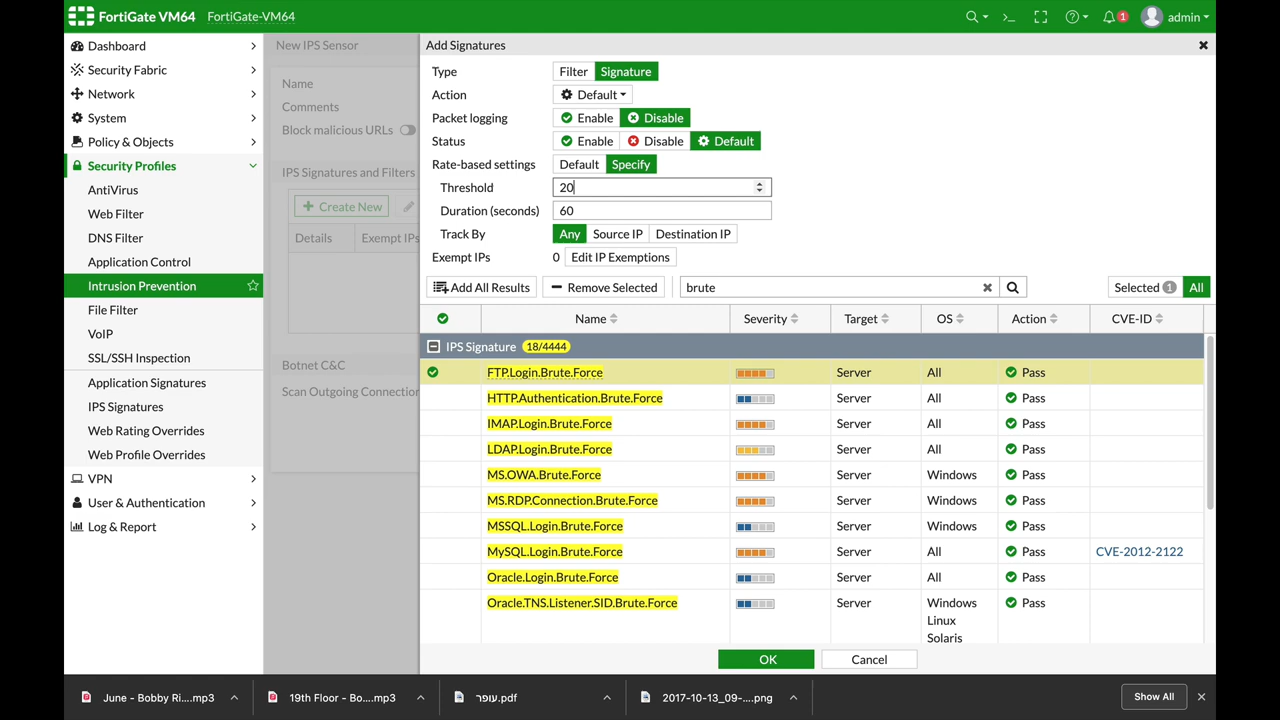 FortiGate VM64 FortiGate-VM64 1 admin
Dashboard
Security Fabric
Network
System
Policy & Objects
Security Profiles
AntiVirus
Web Filter
DNS Filter
Application Control
Intrusion Prevention
File Filter
VoIP
SSL/SSH Inspection
Application Signatures
IPS Signatures
Web Rating Overrides
Web Profile Overrides
VPN
User & Authentication
Log & Report
New IPS Sensor
Name
Comments
Block malicious URLs
IPS Signatures and Filters
Create New
Details Exempt IPs
Botnet C&C
Scan Outgoing Connection
Add Signatures
Type Filter Signature
Action Default
Packet logging Enable Disable
Status Enable Disable Default
Rate-based settings Default Specify
Threshold 20
Duration (seconds) 60
Track By Any Source IP Destination IP
Exempt IPs 0 Edit IP Exemptions
Add All Results Remove Selected brute Selected 1 All
Name Severity Target OS Action CVE-ID
IPS Signature 18/4444
FTP.Login.Brute.Force Server All Pass
HTTP.Authentication.Brute.Force Server All Pass
IMAP.Login.Brute.Force Server All Pass
LDAP.Login.Brute.Force Server All Pass
MS.OWA.Brute.Force Server Windows Pass
MS.RDP.Connection.Brute.Force Server Windows Pass
MSSQL.Login.Brute.Force Server Windows Pass
MySQL.Login.Brute.Force Server All Pass CVE-2012-2122
Oracle.Login.Brute.Force Server All Pass
Oracle.TNS.Listener.SID.Brute.Force Server Windows Pass
Linux
Solaris
OK Cancel
June - Bobby Ri....mp3 19th Floor - Bo....mp3 עופר.pdf 2017-10-13_09-....png Show All